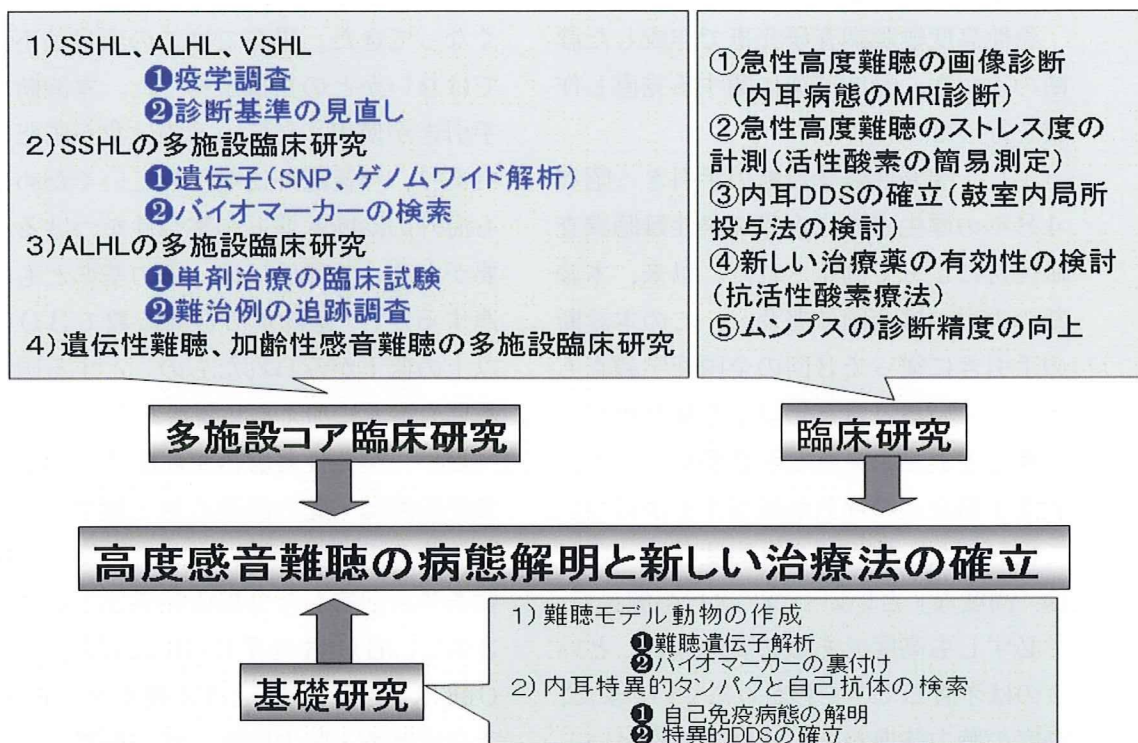 1)SSHL、ALHL、VSHL
❶疫学調査
❷診断基準の見直し
2)SSHLの多施設臨床研究
❶遺伝子(SNP、ゲノムワイド解析)
❷バイオマーカーの検索
3)ALHLの多施設臨床研究
❶単剤治療の臨床試験
❷難治例の追跡調査
4)遺伝性難聴、加齢性感音難聴の多施設臨床研究
①急性高度難聴の画像診断
(内耳病態のMRI診断)
②急性高度難聴のストレス度の
計測(活性酸素の簡易測定)
③内耳DDSの確立(鼓室内局所
投与法の検討)
④新しい治療薬の有効性の検討
(抗活性酸素療法)
⑤ムンプスの診断精度の向上
多施設コア臨床研究
臨床研究
高度感音難聴の病態解明と新しい治療法の確立
基礎研究
1)難聴モデル動物の作成
❶難聴遺伝子解析
❷バイオマーカーの裏付け
2)内耳特異的タンパクと自己抗体の検索
❶ 自己免疫病態の解明
❷ 特異的DDSの確立